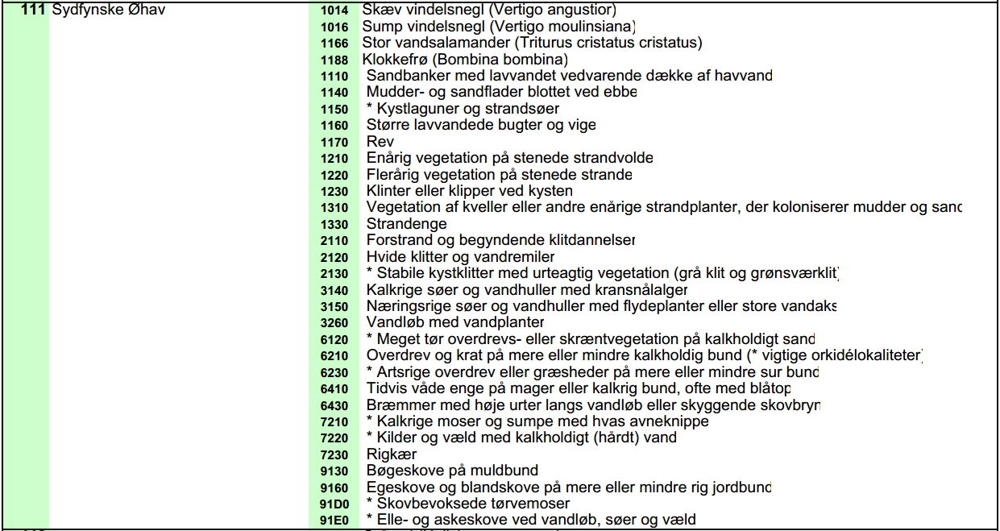 111 Sydfynske Øhav 1014 Skæv vindelsnegl (Vertigo angustior)
1016 Sump vindelsnegl (Vertigo moulinsiana)
1166 Stor vandsalamander (Triturus cristatus cristatus)
1188 Klokkefrø (Bombina bombina)
1110 Sandbanker med lavvandet vedvarende dække af havvand
1140 Mudder- og sandflader blottet ved ebbe
1150 * Kystlaguner og strandsøer
1160 Større lavvandede bugter og vige
1170 Rev
1210 Enårig vegetation på stenede strandvolde
1220 Flerårig vegetation på stenede strande
1230 Klinter eller klipper ved kysten
1310 Vegetation af kveller eller andre enårige strandplanter, der koloniserer mudder og sand
1330 Strandenge
2110 Forstrand og begyndende klitdannelser
2120 Hvide klitter og vandremiler
2130 * Stabile kystklitter med urteagtig vegetation (grå klit og grønsværklit)
3140 Kalkrige søer og vandhuller med kransnålalger
3150 Næringsrige søer og vandhuller med flydeplanter eller store vandaks
3260 Vandløb med vandplanter
6120 * Meget tør overdrevs- eller skræntvegetation på kalkholdigt sand
6210 Overdrev og krat på mere eller mindre kalkholdig bund (* vigtige orkidélokaliteter)
6230 * Artsrige overdrev eller græsheder på mere eller mindre sur bund
6410 Tidvis våde enge på mager eller kalkrig bund, ofte med blåtop
6430 Bræmmer med høje urter langs vandløb eller skyggende skovbryn
7210 * Kalkrige moser og sumpe med hvas avneknippe
7220 * Kilder og væld med kalkholdigt (hårdt) vand
7230 Rigkær
9130 Bøgeskove på muldbund
9160 Egeskove og blandskove på mere eller mindre rig jordbund
91D0 * Skovbevoksede tørvemoser
91E0 * Elle- og askeskove ved vandløb, søer og væld